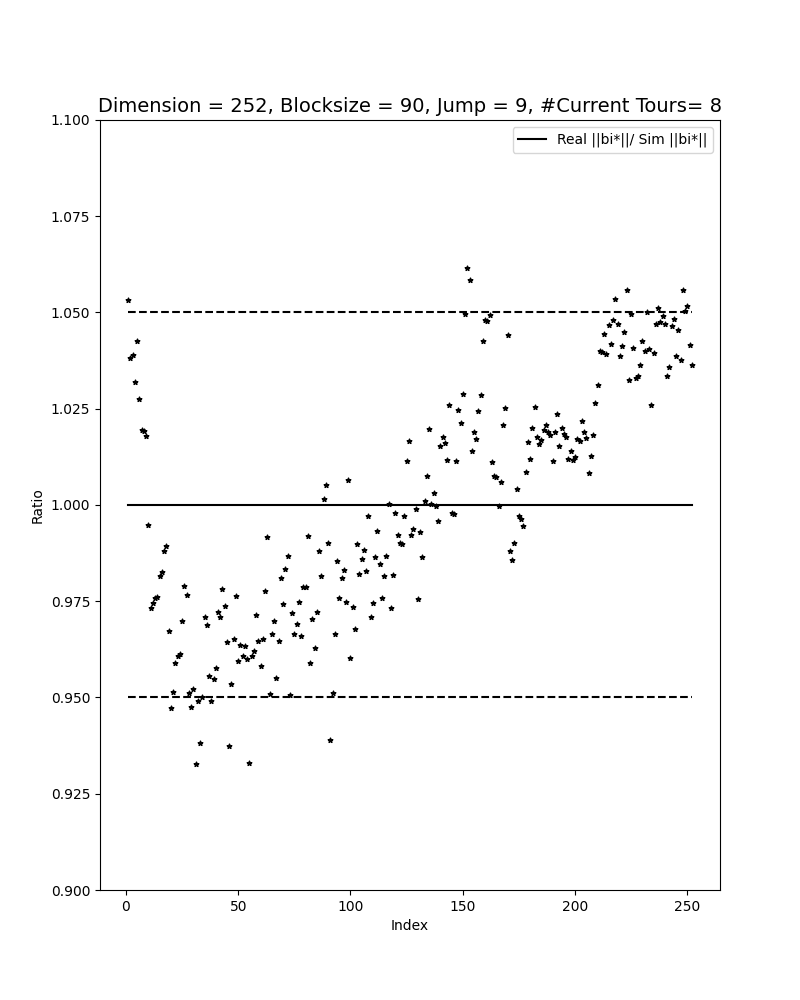 Dimension = 252, Blocksize = 90, Jump = 9, #Current Tours= 8
Real ||bi*||/ Sim ||bi*||
1.100
1.075
1.050
1.025
1.000
0.975
0.950
0.925
0.900
Ratio
0 50 100 150 200 250
Index